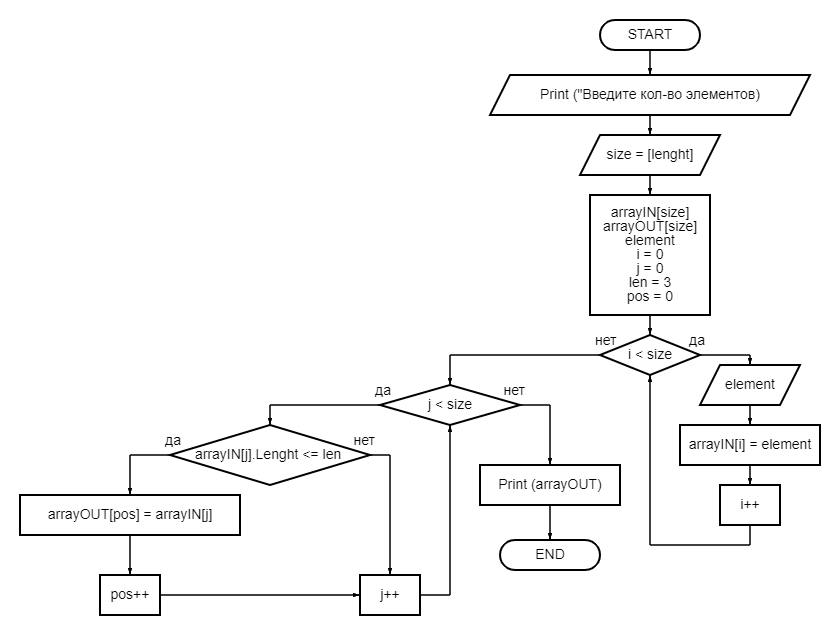 START
Print ("Введите кол-во элементов)
size = [lenght]
arrayIN[size]
arrayOUT[size]
element
i = 0
j = 0
len = 3
pos = 0
нет
да
i < size
element
arrayIN[i] = element
i++
да
нет
j < size
да
нет
arrayIN[j].Lenght <= len
Print (arrayOUT)
arrayOUT[pos] = arrayIN[j]
END
pos++
j++